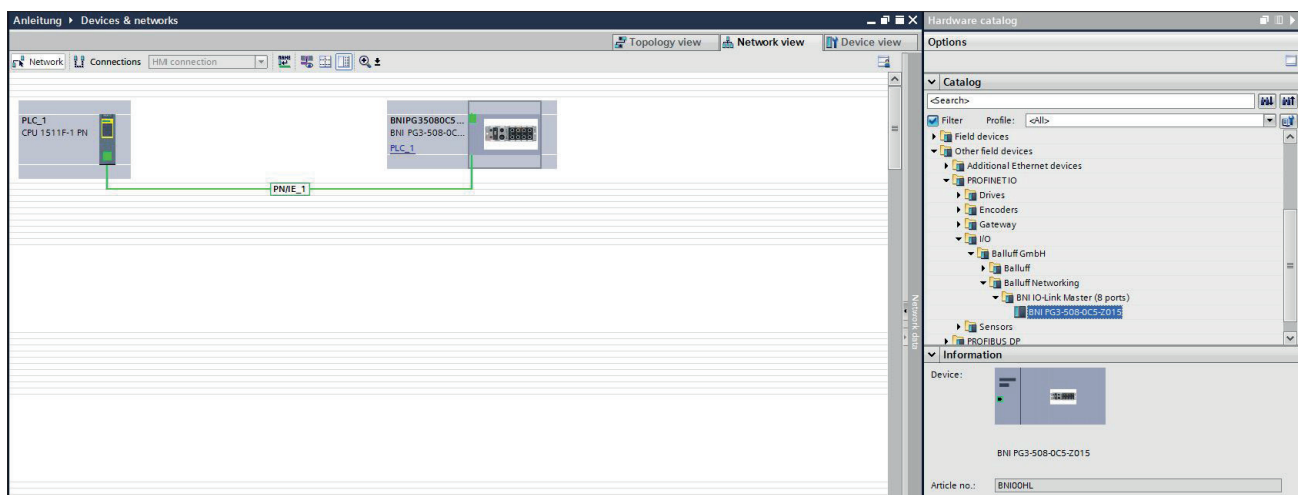 Anleitung ▸ Devices & networks
Topology view
Network view
Device view
Network
Connections
HMI connection
PLC_1
CPU 1511F-1 PN
BNIPG35080C5...
BNI PG3-508-0C...
PLC_1
PN/IE_1
Network data
Hardware catalog
Options
Catalog
<Search>
Filter
Profile:
<All>
Field devices
Other field devices
Additional Ethernet devices
PROFINET IO
Drives
Encoders
Gateway
I/O
Balluff GmbH
Balluff
Balluff Networking
BNI IO-Link Master (8 ports)
BNI PG3-508-0C5-Z015
Sensors
PROFIBUS DP
Information
Device:
BNI PG3-508-0C5-Z015
Article no.:
BNI00HL